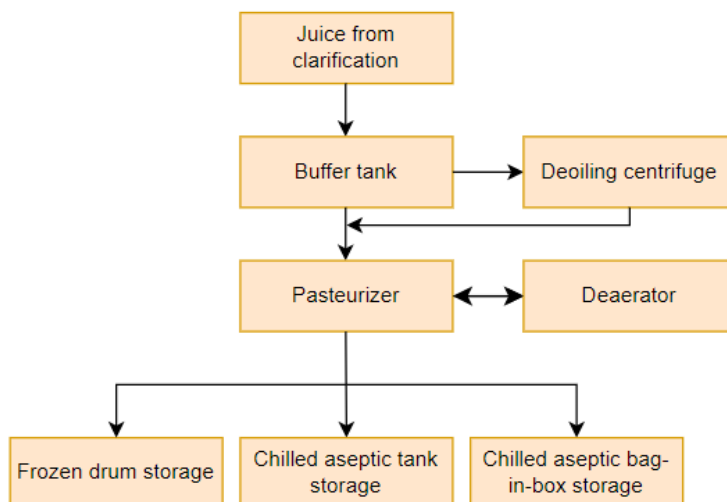 Juice from
clarification
Buffer tank
Deoiling centrifuge
Pasteurizer
Deaerator
Frozen drum storage
Chilled aseptic tank
storage
Chilled aseptic bag-
in-box storage